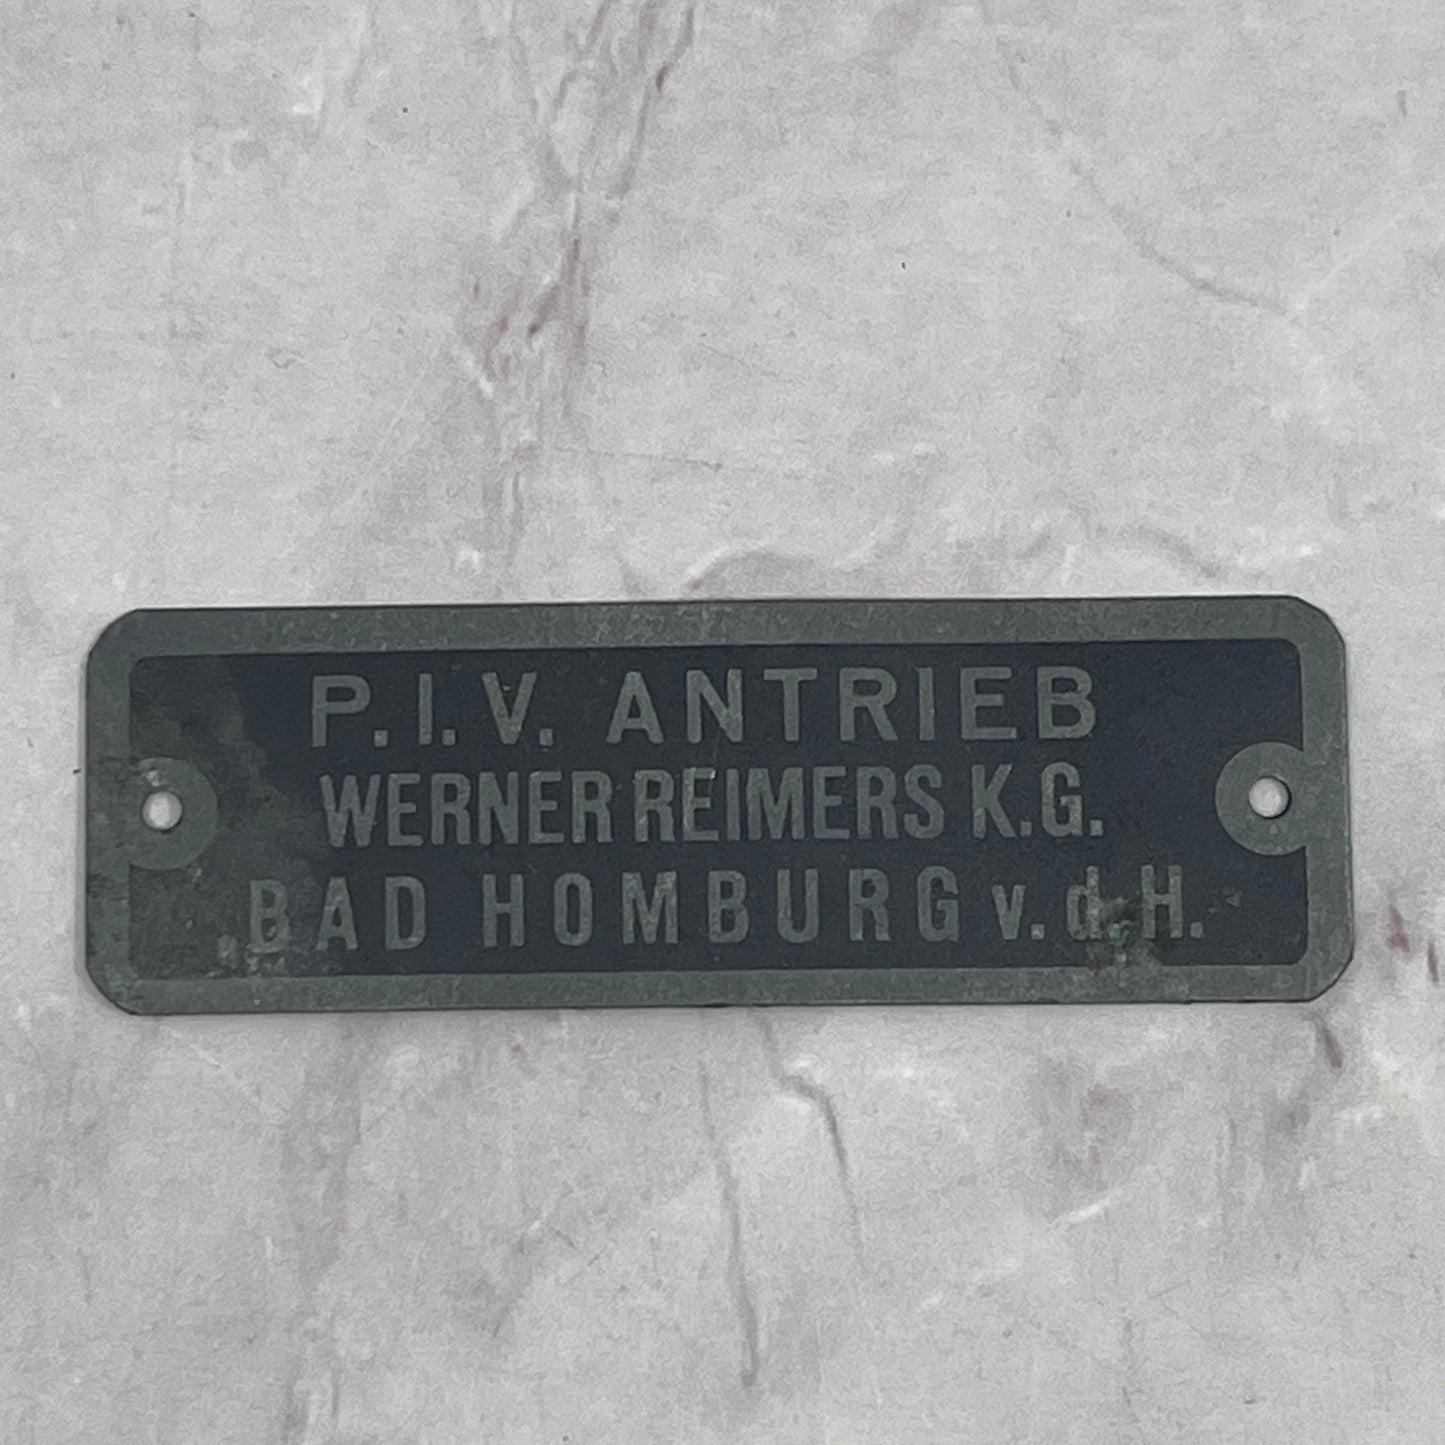 P.I.V. ANTRIEB
WERNER REIMERS K.G.
BAD HOMBURG v.d.H.